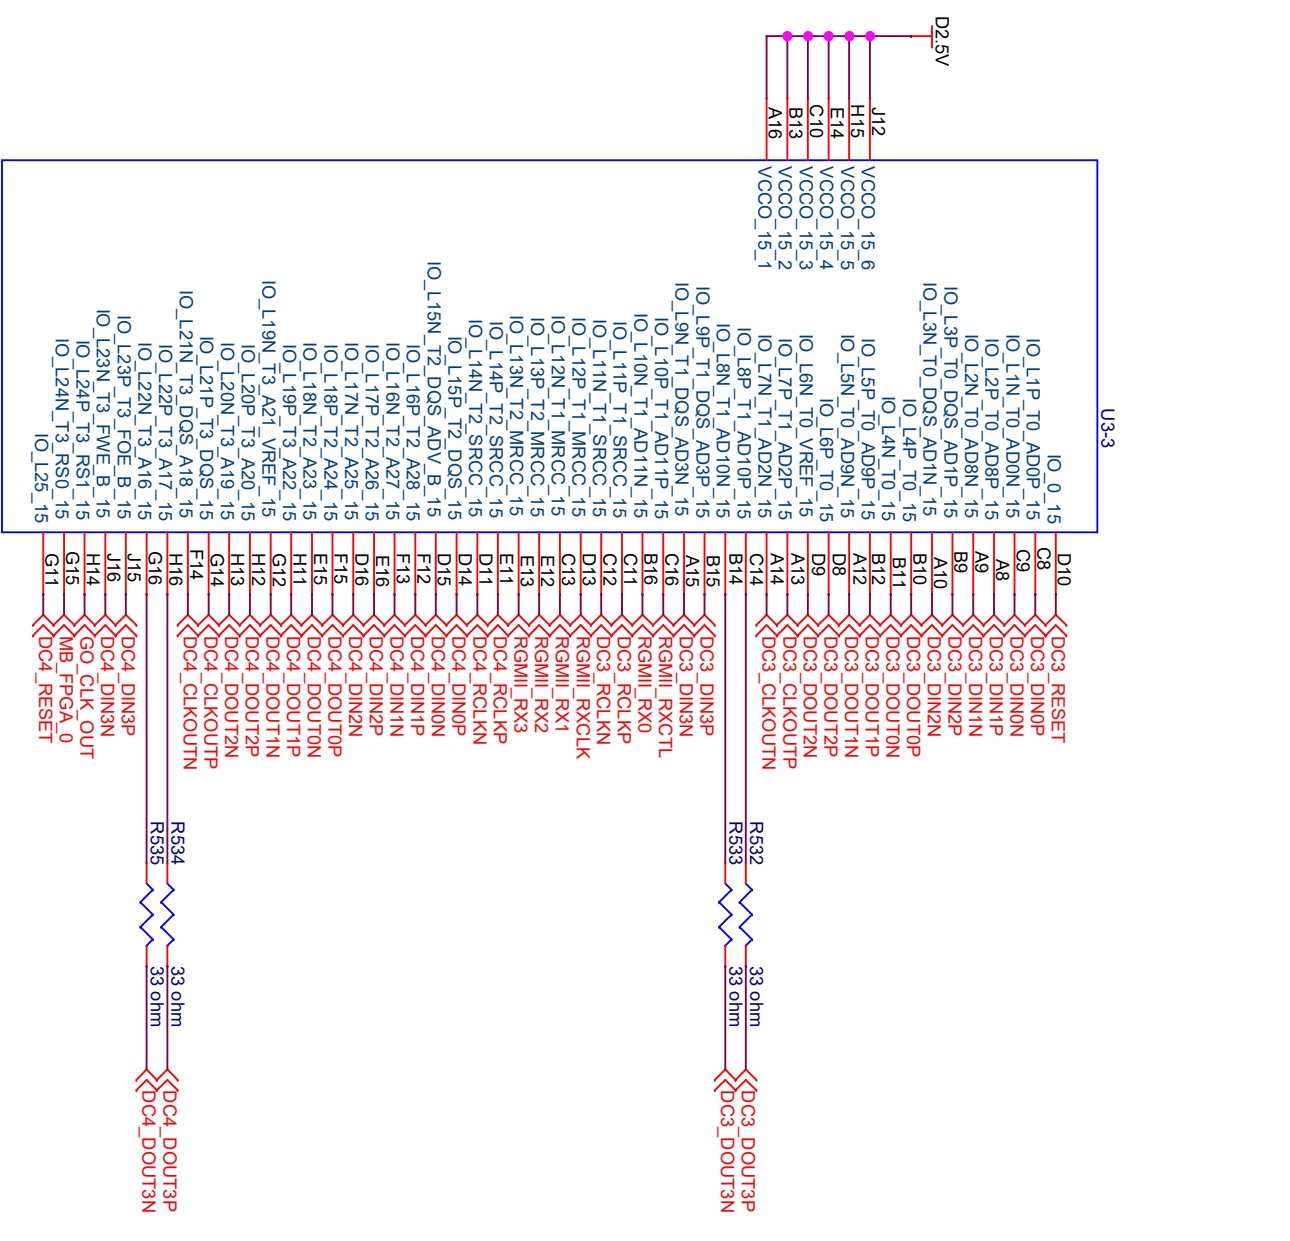 U3-3
IO_0_15 D10 DC3_RESET
IO_L1P_T0_AD0P_15 C8 DC3_DIN0P
IO_L1N_T0_AD0N_15 C9 DC3_DIN0N
IO_L2P_T0_AD8P_15 A8 DC3_DIN1P
IO_L2N_T0_AD8N_15 A9 DC3_DIN1N
IO_L3P_T0_DQS_AD1P_15 B9 DC3_DIN2P
IO_L3N_T0_DQS_AD1N_15 A10 DC3_DIN2N
D2.5V
IO_L4P_T0_15 B10 DC3_DOUT0P
IO_L4N_T0_15 B11 DC3_DOUT0N
J12 VCCO_15_6 IO_L5P_T0_AD9P_15 B12 DC3_DOUT1P
H15 VCCO_15_5 IO_L5N_T0_AD9N_15 A12 DC3_DOUT1N
E14 VCCO_15_4 IO_L6P_T0_15 D8 DC3_DOUT2P
C10 VCCO_15_3 IO_L6N_T0_VREF_15 D9 DC3_DOUT2N
B13 VCCO_15_2 IO_L7P_T1_AD2P_15 A13 DC3_CLKOUTP
A16 VCCO_15_1 IO_L7N_T1_AD2N_15 A14 DC3_CLKOUTN
IO_L8P_T1_AD10P_15 C14 R532 33 ohm DC3_DOUT3P
IO_L8N_T1_AD10N_15 B14 R533 33 ohm DC3_DOUT3N
IO_L9P_T1_DQS_AD3P_15 B15 DC3_DIN3P
IO_L9N_T1_DQS_AD3N_15 A15 DC3_DIN3N
IO_L10P_T1_AD11P_15 C16 RGMII_RXCTL
IO_L10N_T1_AD11N_15 B16 RGMII_RX0
IO_L11P_T1_SRCC_15 C11 DC3_RCLKP
IO_L11N_T1_SRCC_15 C12 DC3_RCLKN
IO_L12P_T1_MRCC_15 D13 RGMII_RXCLK
IO_L12N_T1_MRCC_15 C13 RGMII_RX1
IO_L13P_T2_MRCC_15 E12 RGMII_RX2
IO_L13N_T2_MRCC_15 E13 RGMII_RX3
IO_L14P_T2_SRCC_15 E11 DC4_RCLKP
IO_L14N_T2_SRCC_15 D11 DC4_RCLKN
IO_L15P_T2_DQS_15 D14 DC4_DIN0P
IO_L15N_T2_DQS_ADV_B_15 D15 DC4_DIN0N
IO_L16P_T2_A28_15 F12 DC4_DIN1P
IO_L16N_T2_A27_15 F13 DC4_DIN1N
IO_L17P_T2_A26_15 E16 DC4_DIN2P
IO_L17N_T2_A25_15 D16 DC4_DIN2N
IO_L18P_T2_A24_15 F15 DC4_DOUT0P
IO_L18N_T2_A23_15 E15 DC4_DOUT0N
IO_L19P_T3_A22_15 H11 DC4_DOUT1P
IO_L19N_T3_A21_VREF_15 G12 DC4_DOUT1N
IO_L20P_T3_A20_15 H12 DC4_DOUT2P
IO_L20N_T3_A19_15 H13 DC4_DOUT2N
IO_L21P_T3_DQS_15 G14 DC4_CLKOUTP
IO_L21N_T3_DQS_A18_15 F14 DC4_CLKOUTN
IO_L22P_T3_A17_15 H16 R534 33 ohm DC4_DOUT3P
IO_L22N_T3_A16_15 G16 R535 33 ohm DC4_DOUT3N
IO_L23P_T3_FOE_B_15 J15 DC4_DIN3P
IO_L23N_T3_FWE_B_15 J16 DC4_DIN3N
IO_L24P_T3_RS1_15 H14 GO_CLK_OUT
IO_L24N_T3_RS0_15 G15 MB_FPGA_0
IO_L25_15 G11 DC4_RESET